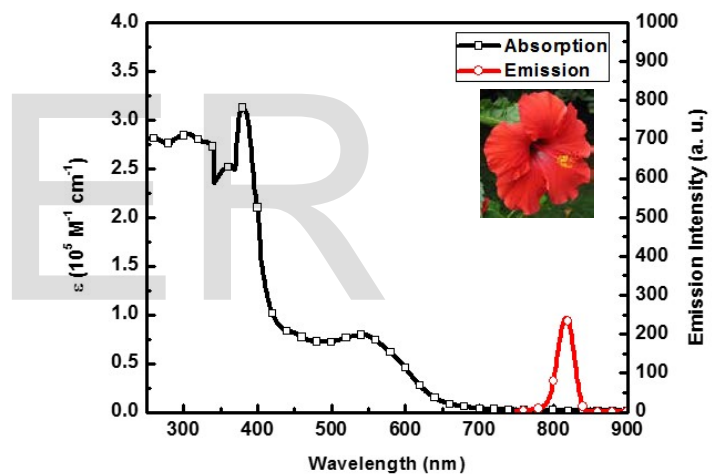 4.0
3.5
3.0
2.5
2.0
1.5
1.0
0.5
0.0
ε (10⁵ M⁻¹ cm⁻¹)
300 400 500 600 700 800 900
Wavelength (nm)
1000
900
800
700
600
500
400
300
200
100
0
Emission Intensity (a. u.)
Absorption
Emission
ER